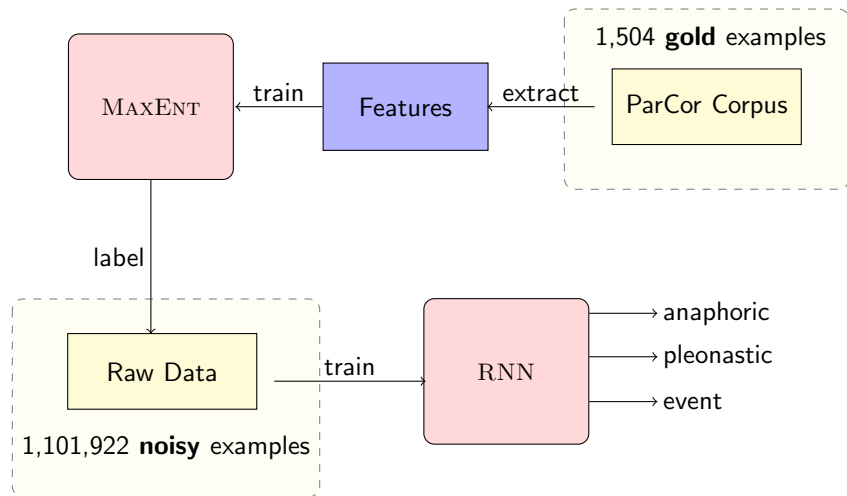 1,504 gold examples
MAXENT
train
Features
extract
ParCor Corpus
label
Raw Data
train
RNN
anaphoric
pleonastic
event
1,101,922 noisy examples